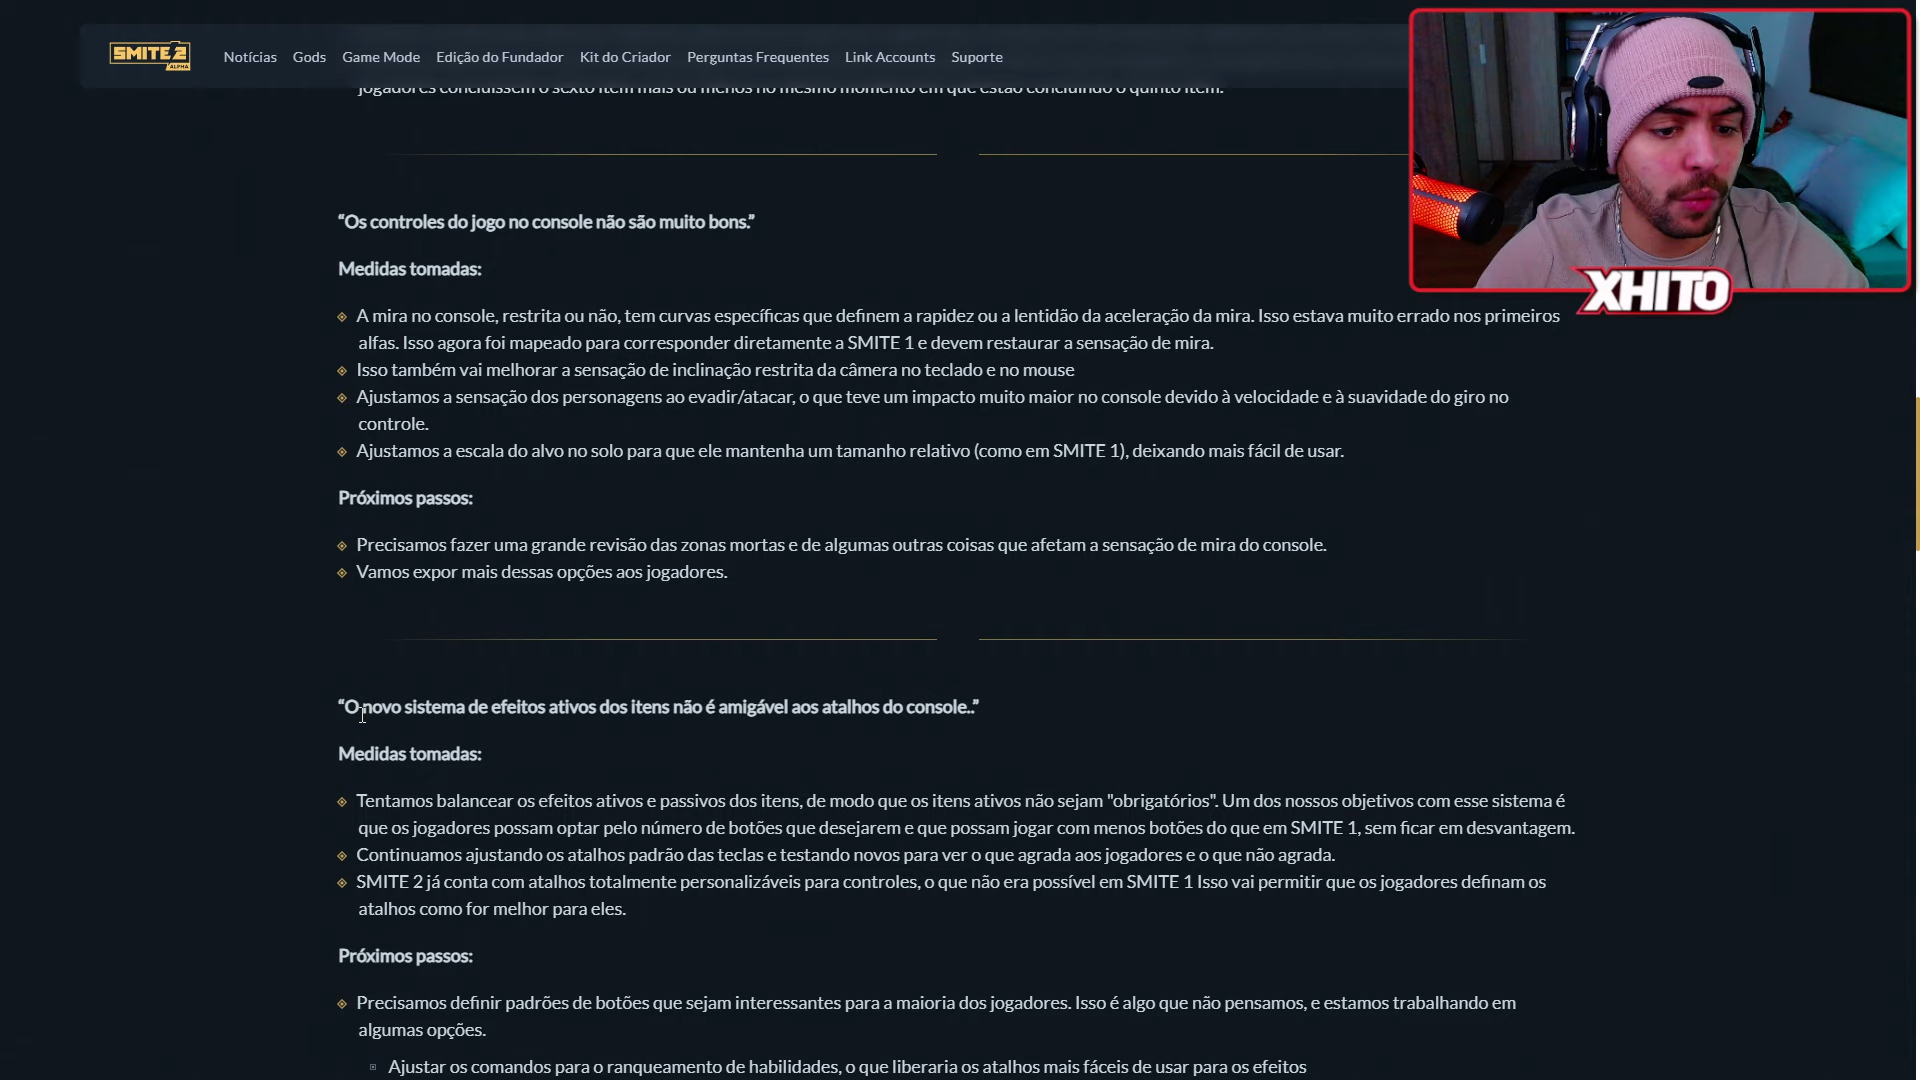 SMITE 2
ALPHA
Notícias Gods Game Mode Edição do Fundador Kit do Criador Perguntas Frequentes Link Accounts Suporte
jogadores concluíssem o sexto item mais ou menos no mesmo momento em que estão concluindo o quinto item.
XHITO
“Os controles do jogo no console não são muito bons.”
Medidas tomadas:
A mira no console, restrita ou não, tem curvas específicas que definem a rapidez ou a lentidão da aceleração da mira. Isso estava muito errado nos primeiros
alfas. Isso agora foi mapeado para corresponder diretamente a SMITE 1 e devem restaurar a sensação de mira.
Isso também vai melhorar a sensação de inclinação restrita da câmera no teclado e no mouse
Ajustamos a sensação dos personagens ao evadir/atacar, o que teve um impacto muito maior no console devido à velocidade e à suavidade do giro no
controle.
Ajustamos a escala do alvo no solo para que ele mantenha um tamanho relativo (como em SMITE 1), deixando mais fácil de usar.
Próximos passos:
Precisamos fazer uma grande revisão das zonas mortas e de algumas outras coisas que afetam a sensação de mira do console.
Vamos expor mais dessas opções aos jogadores.
“O novo sistema de efeitos ativos dos itens não é amigável aos atalhos do console..”
Medidas tomadas:
Tentamos balancear os efeitos ativos e passivos dos itens, de modo que os itens ativos não sejam "obrigatórios". Um dos nossos objetivos com esse sistema é
que os jogadores possam optar pelo número de botões que desejarem e que possam jogar com menos botões do que em SMITE 1, sem ficar em desvantagem.
Continuamos ajustando os atalhos padrão das teclas e testando novos para ver o que agrada aos jogadores e o que não agrada.
SMITE 2 já conta com atalhos totalmente personalizáveis para controles, o que não era possível em SMITE 1 Isso vai permitir que os jogadores definam os
atalhos como for melhor para eles.
Próximos passos:
Precisamos definir padrões de botões que sejam interessantes para a maioria dos jogadores. Isso é algo que não pensamos, e estamos trabalhando em
algumas opções.
Ajustar os comandos para o ranqueamento de habilidades, o que liberaria os atalhos mais fáceis de usar para os efeitos